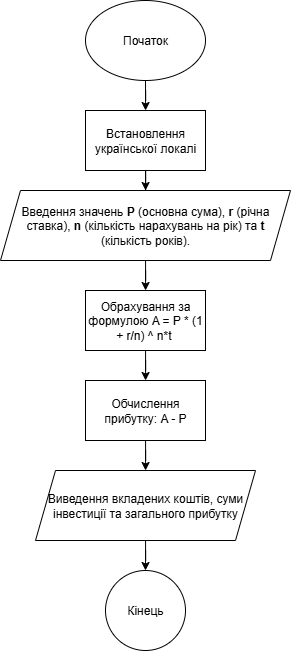 Початок
Встановлення
української локалі
Введення значень P (основна сума), r (річна
ставка), n (кількість нарахувань на рік) та t
(кількість років).
Обрахування за
формулою A = P * (1
+ r/n) ^ n*t
Обчислення
прибутку: A - P
Виведення вкладених коштів, суми
інвестиції та загального прибутку
Кінець